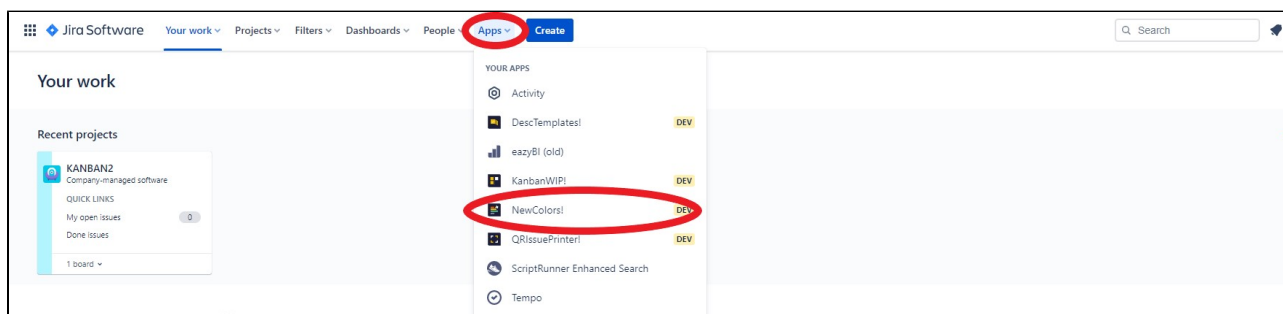 Jira Software Your work Projects Filters Dashboards People Apps Create Search
Your work
Recent projects
KANBAN2
Company-managed software
QUICK LINKS
My open issues 0
Done issues
1 board
YOUR APPS
Activity
DescTemplates! DEV
eazyBI (old)
KanbanWIP! DEV
NewColors! DEV
QRIssuePrinter! DEV
ScriptRunner Enhanced Search
Tempo